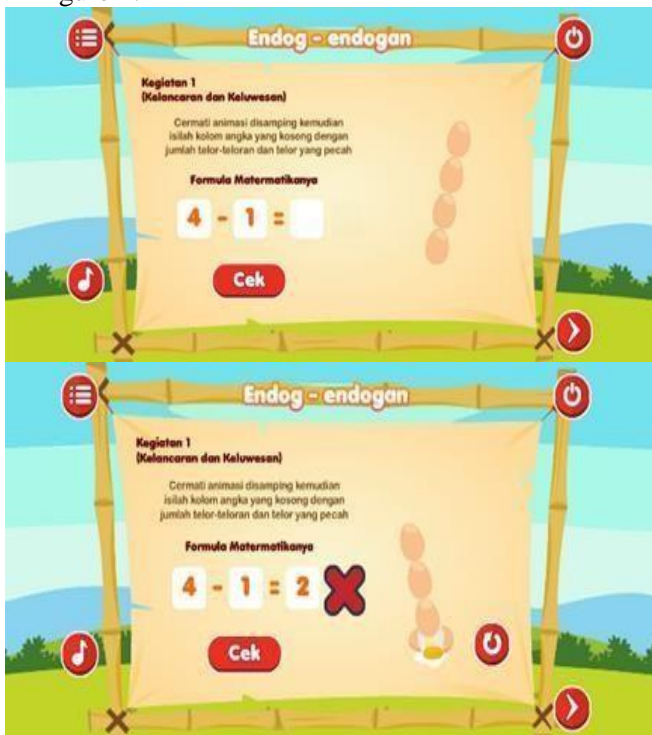 Endog - endogan
Kegiatan 1
(Kelancaran dan Keluwesan)
Cermati animasi disamping kemudian
isilah kolom angka yang kosong dengan
jumlah telor-teloran dan telor yang pecah
Formula Matermatikanya
4 - 1 =
Cek
Endog - endogan
Kegiatan 1
(Kelancaran dan Keluwesan)
Cermati animasi disamping kemudian
isilah kolom angka yang kosong dengan
jumlah telor-teloran dan telor yang pecah
Formula Matermatikanya
4 - 1 = 2
Cek